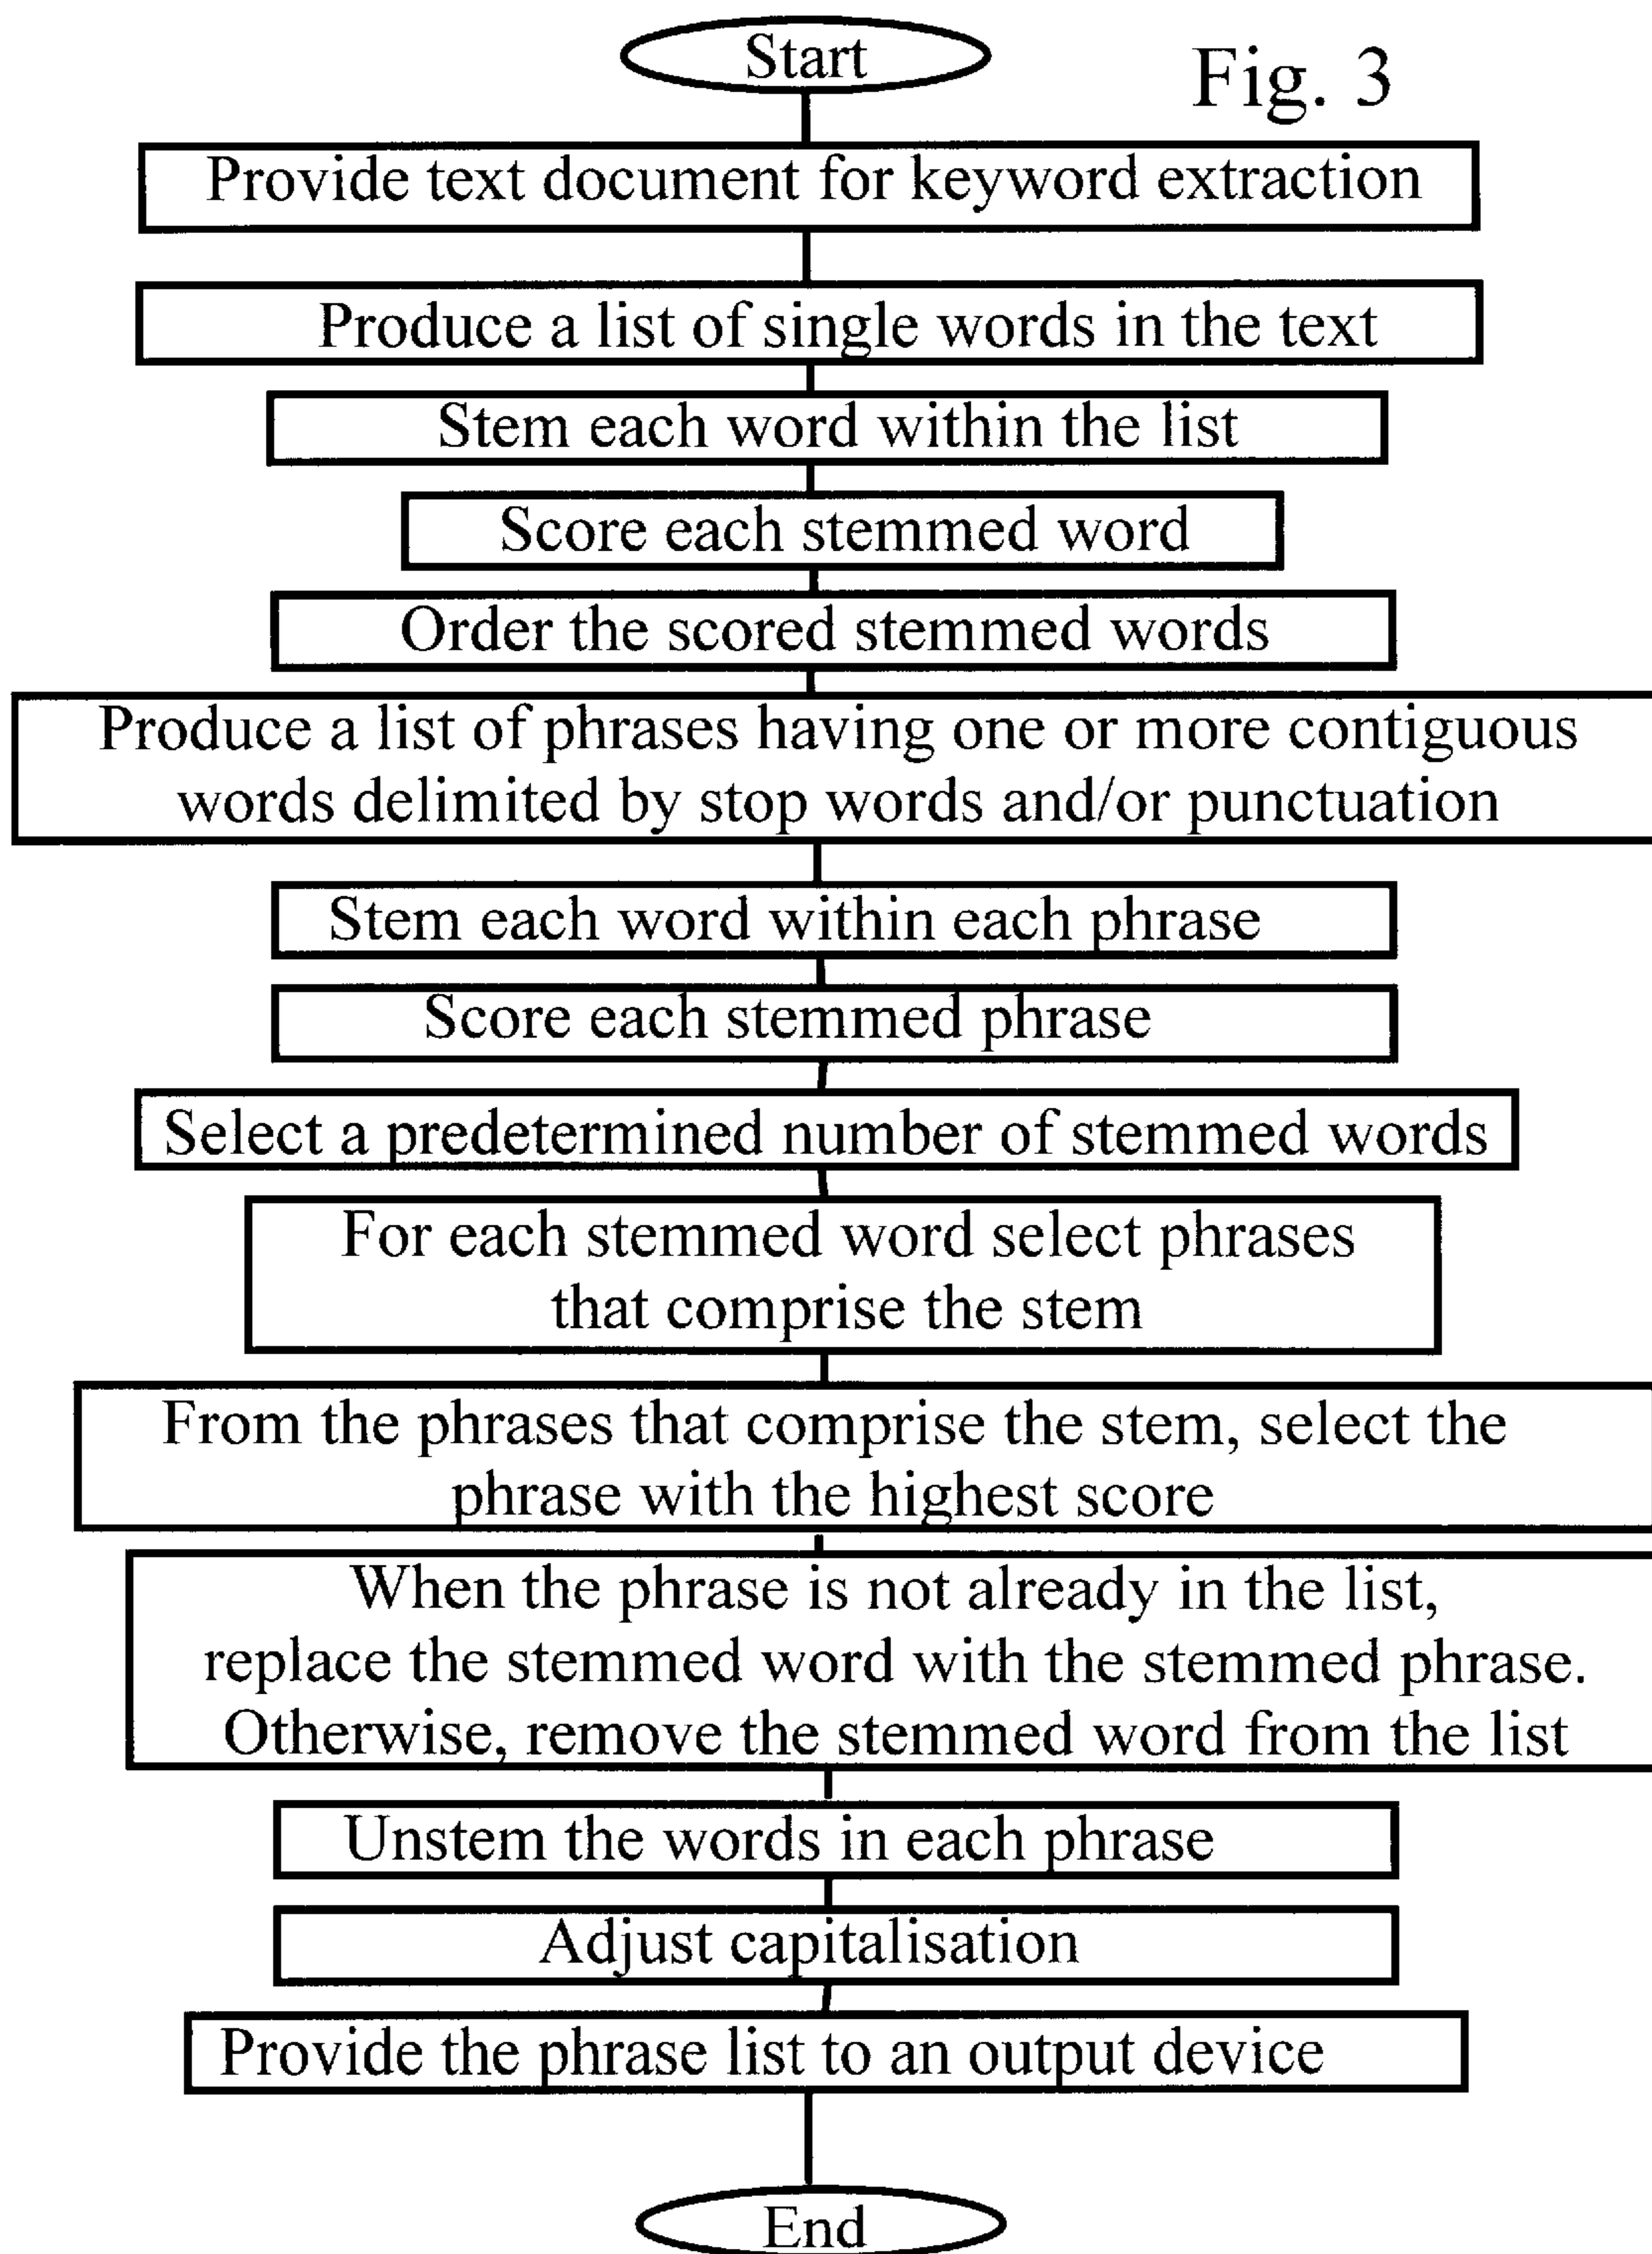 Start
Fig. 3
Provide text document for keyword extraction
Produce a list of single words in the text
Stem each word within the list
Score each stemmed word
Order the scored stemmed words
Produce a list of phrases having one or more contiguous
words delimited by stop words and/or punctuation
Stem each word within each phrase
Score each stemmed phrase
Select a predetermined number of stemmed words
For each stemmed word select phrases
that comprise the stem
From the phrases that comprise the stem, select the
phrase with the highest score
When the phrase is not already in the list,
replace the stemmed word with the stemmed phrase.
Otherwise, remove the stemmed word from the list
Unstem the words in each phrase
Adjust capitalisation
Provide the phrase list to an output device
End